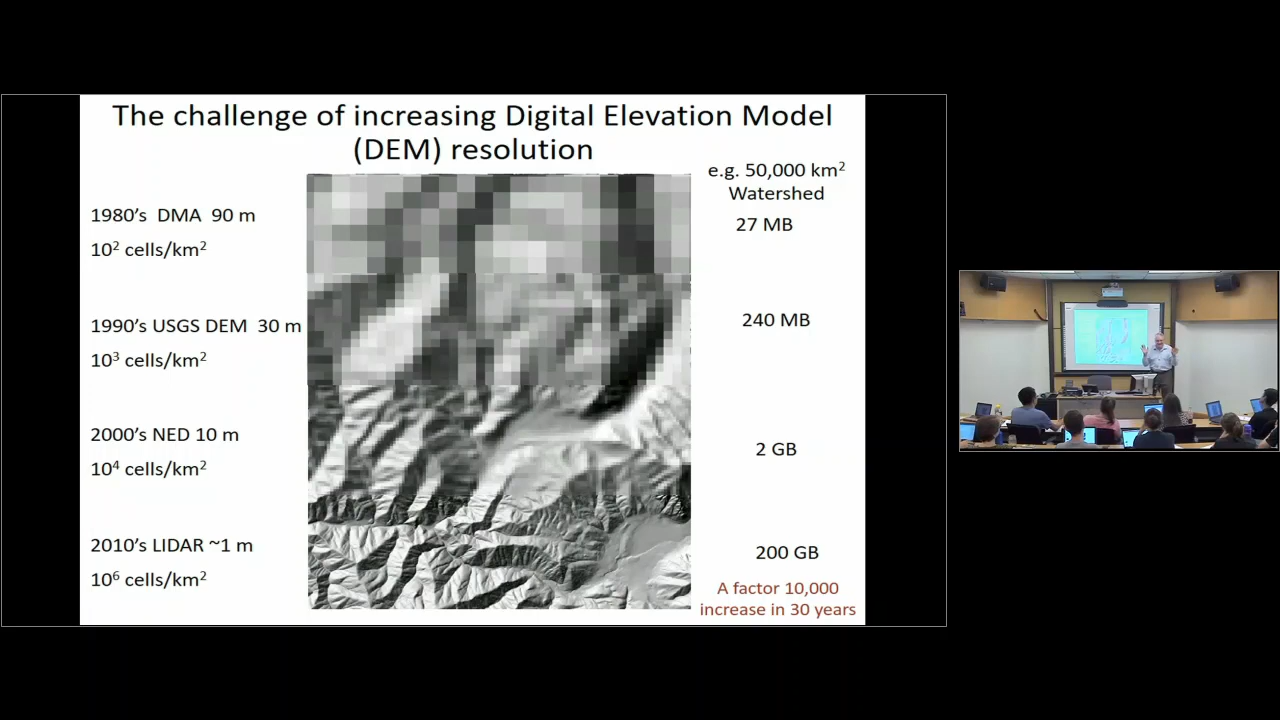 The challenge of increasing Digital Elevation Model
(DEM) resolution
e.g. 50,000 km²
Watershed
1980’s DMA 90 m
10² cells/km²
27 MB
1990’s USGS DEM 30 m
10³ cells/km²
240 MB
2000’s NED 10 m
10⁴ cells/km²
2 GB
2010’s LIDAR ~1 m
10⁶ cells/km²
200 GB
A factor 10,000
increase in 30 years